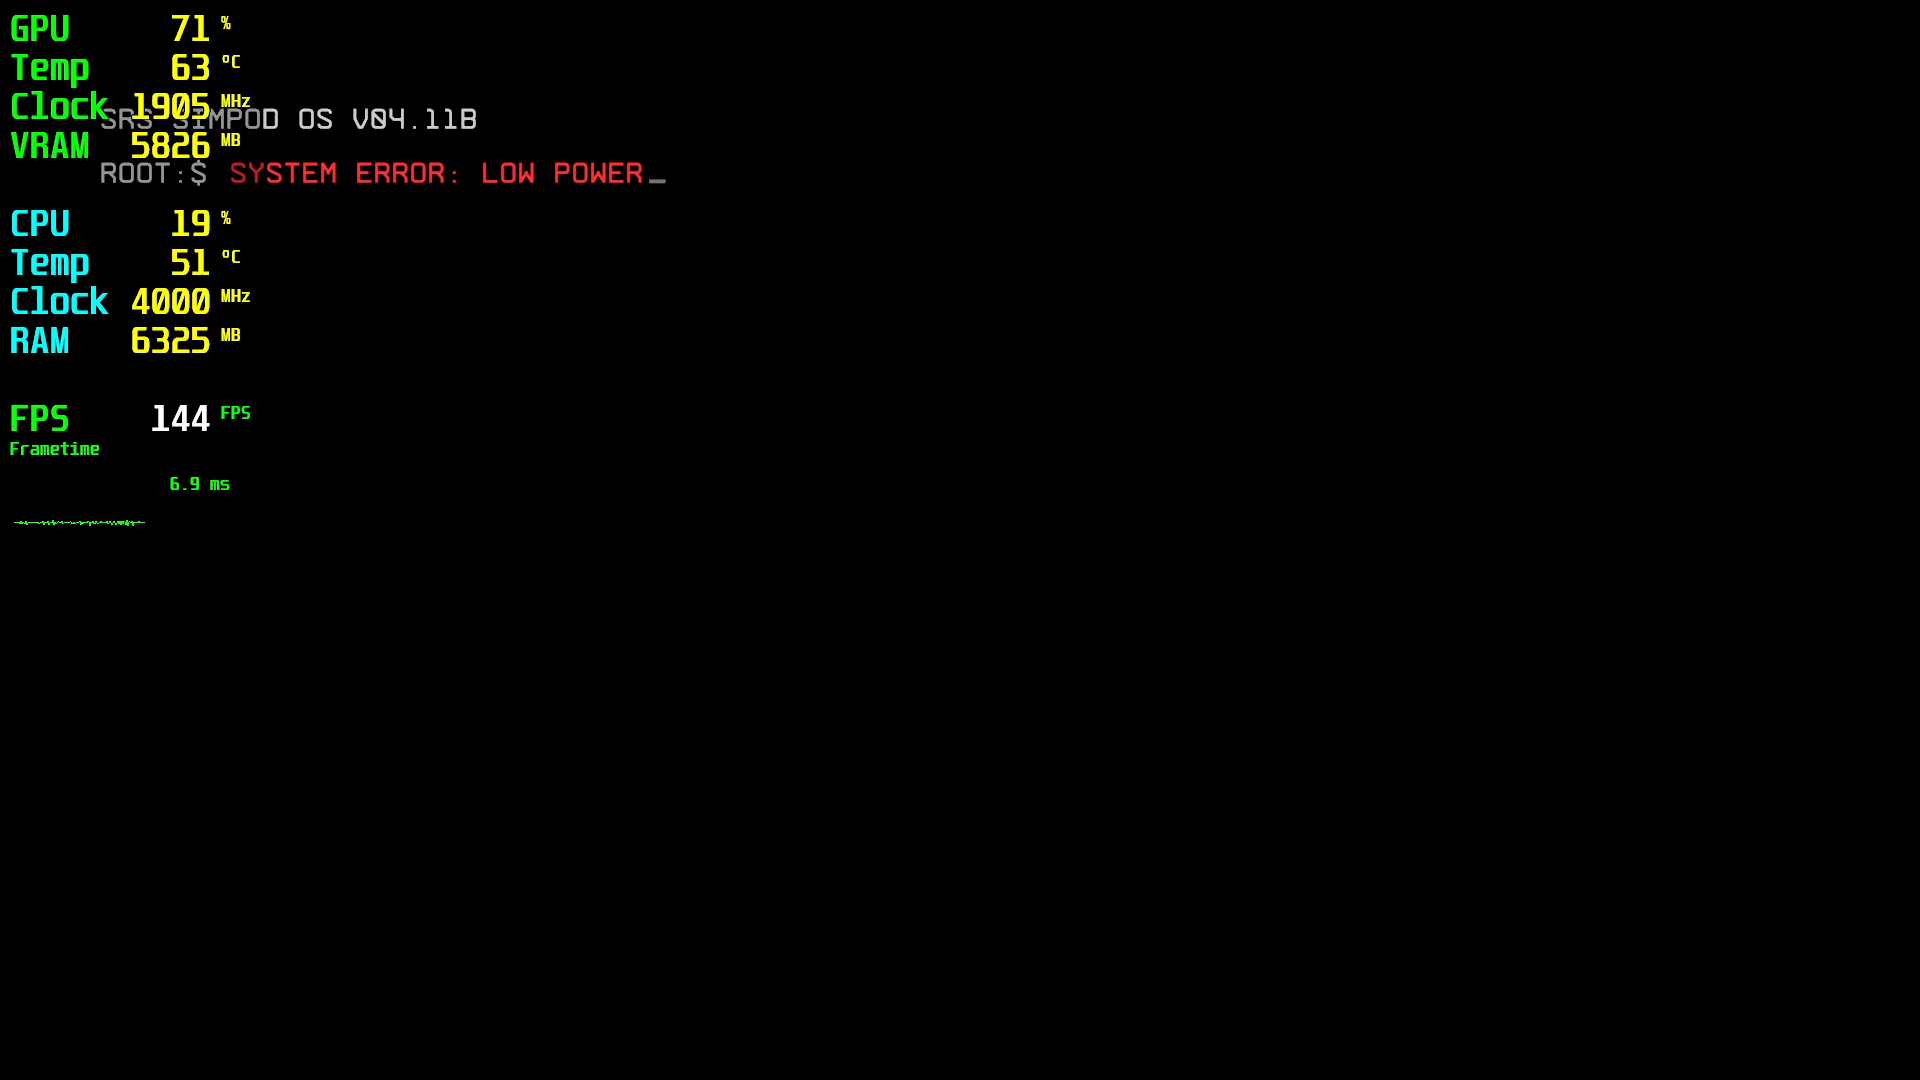 GPU 71 %
Temp 63 °C
Clock 1905 MHz
SRS SIMPOD OS V04.11B
VRAM 5826 MB
ROOT:$ SYSTEM ERROR: LOW POWER_
CPU 19 %
Temp 51 °C
Clock 4000 MHz
RAM 6325 MB
FPS 144 FPS
Frametime
6.9 ms